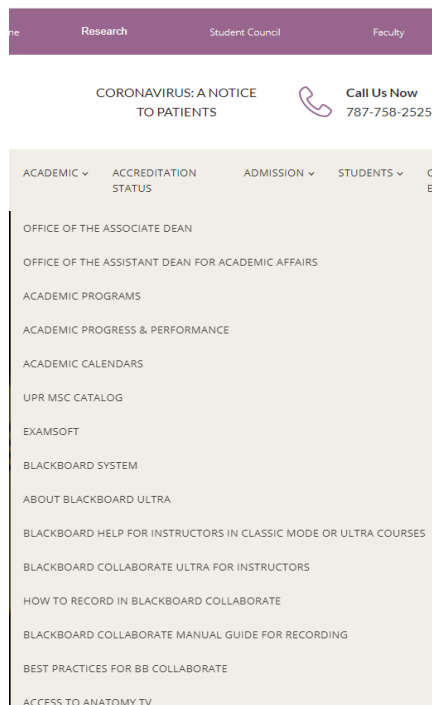 ne Research Student Council Faculty
CORONAVIRUS: A NOTICE
TO PATIENTS
Call Us Now
787-758-2525
ACADEMIC ACCREDITATION STATUS ADMISSION STUDENTS
OFFICE OF THE ASSOCIATE DEAN
OFFICE OF THE ASSISTANT DEAN FOR ACADEMIC AFFAIRS
ACADEMIC PROGRAMS
ACADEMIC PROGRESS & PERFORMANCE
ACADEMIC CALENDARS
UPR MSC CATALOG
EXAMSOFT
BLACKBOARD SYSTEM
ABOUT BLACKBOARD ULTRA
BLACKBOARD HELP FOR INSTRUCTORS IN CLASSIC MODE OR ULTRA COURSES
BLACKBOARD COLLABORATE ULTRA FOR INSTRUCTORS
HOW TO RECORD IN BLACKBOARD COLLABORATE
BLACKBOARD COLLABORATE MANUAL GUIDE FOR RECORDING
BEST PRACTICES FOR BB COLLABORATE
ACCESS TO ANATOMY TV